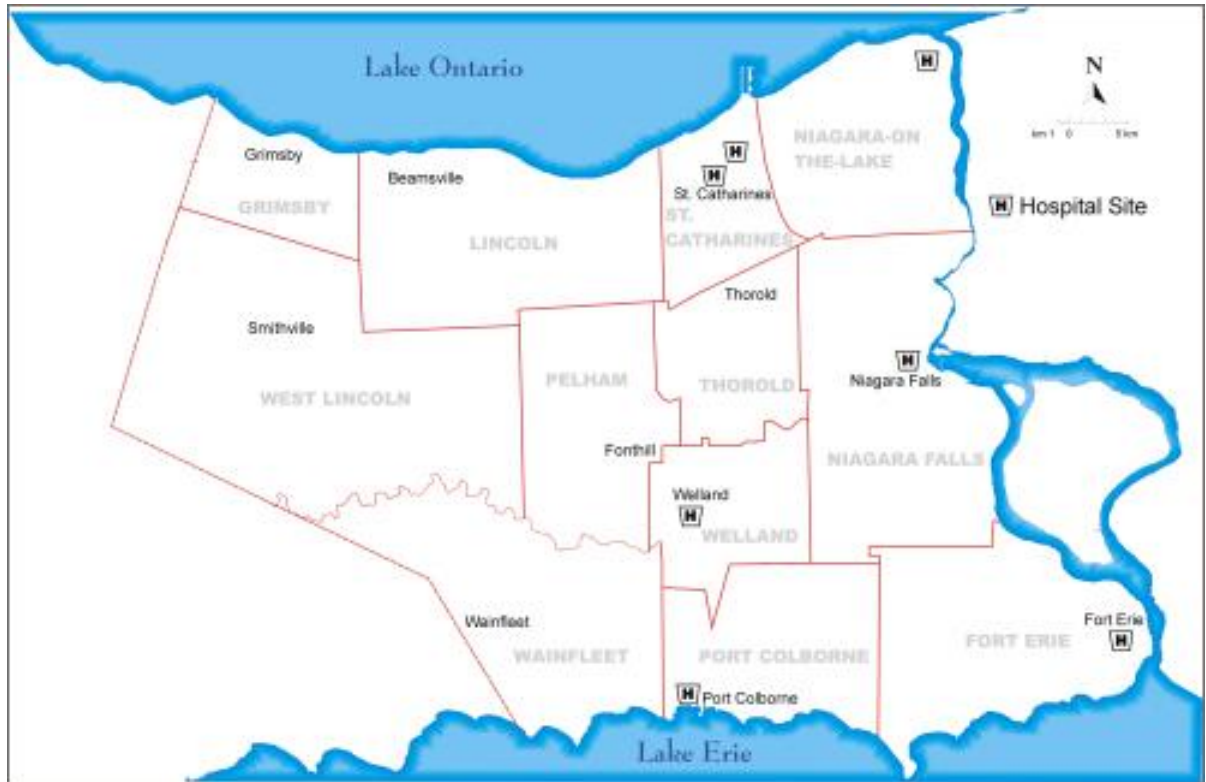 Lake Ontario
N
km 1 0 5 km
H
H Hospital Site
NIAGARA-ON
THE-LAKE
Grimsby
GRIMSBY
Beamsville
LINCOLN
H
H
St. Catharines
ST.
CATHARINES
Smithville
WEST LINCOLN
PELHAM
Fonthill
Thorold
THOROLD
H
Niagara Falls
NIAGARA FALLS
Welland
H
WELLAND
Wainfleet
WAINFLEET
PORT COLBORNE
H Port Colborne
Fort Erie
H
FORT ERIE
Lake Erie